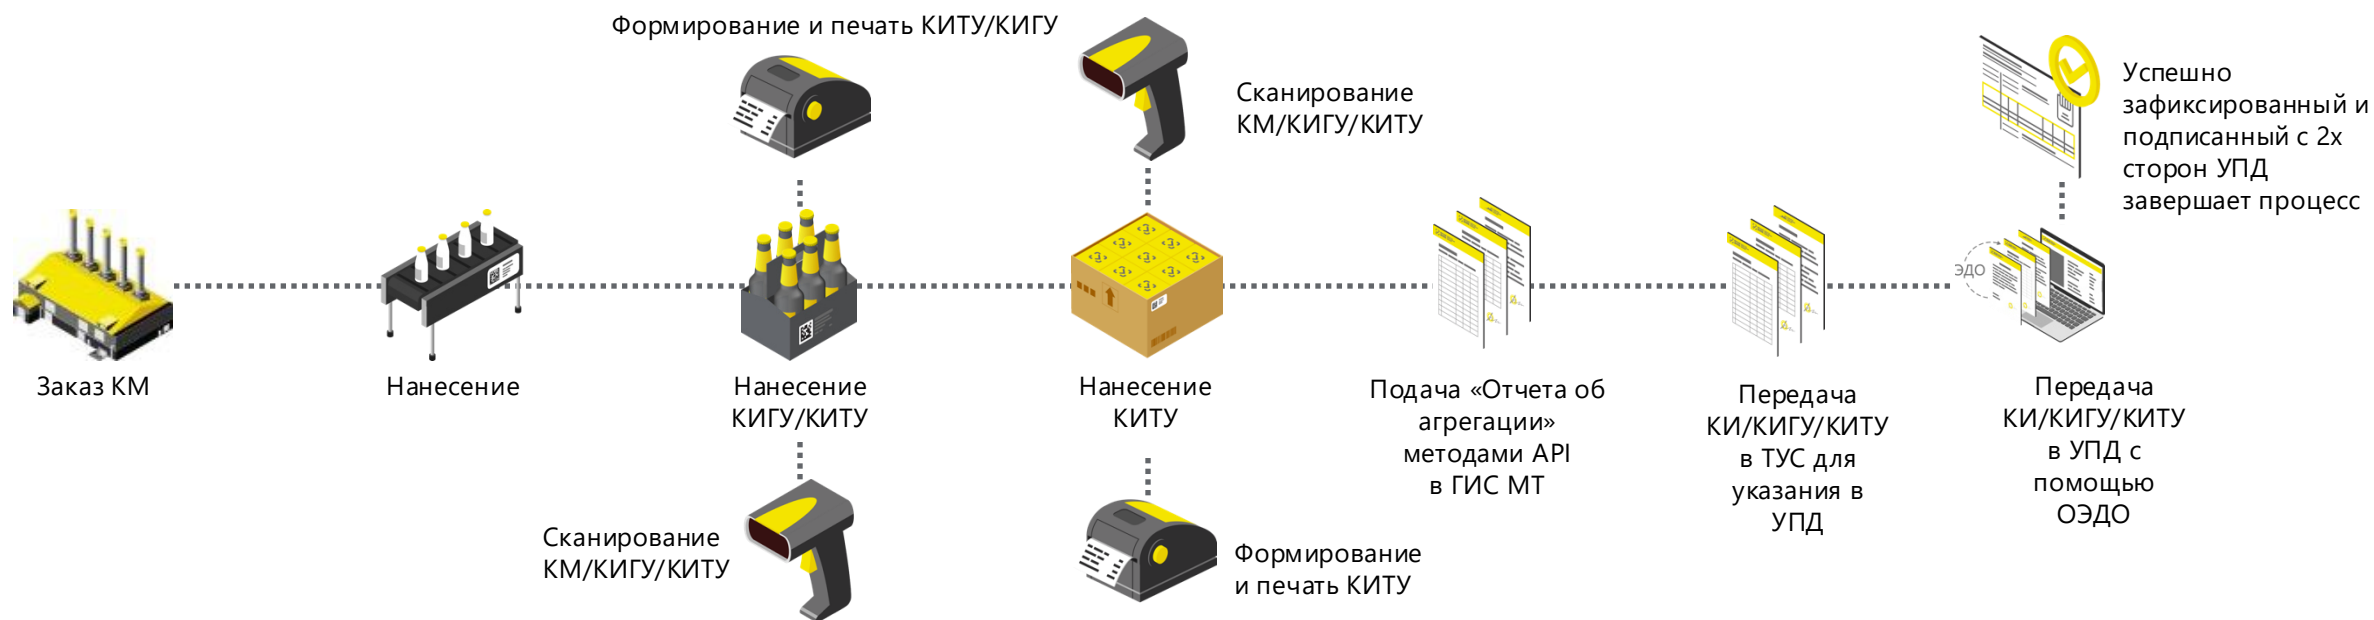 Формирование и печать КИТУ/КИГУ
Сканирование
КМ/КИГУ/КИТУ
Успешно
зафиксированный и
подписанный с 2х
сторон УПД
завершает процесс
ЭДО
Заказ КМ
Нанесение
Нанесение
КИГУ/КИТУ
Нанесение
КИТУ
Подача «Отчета об
агрегации»
методами API
в ГИС МТ
Передача
КИ/КИГУ/КИТУ
в ТУС для
указания в
УПД
Передача
КИ/КИГУ/КИТУ
в УПД с
помощью
ОЭДО
Сканирование
КМ/КИГУ/КИТУ
Формирование
и печать КИТУ